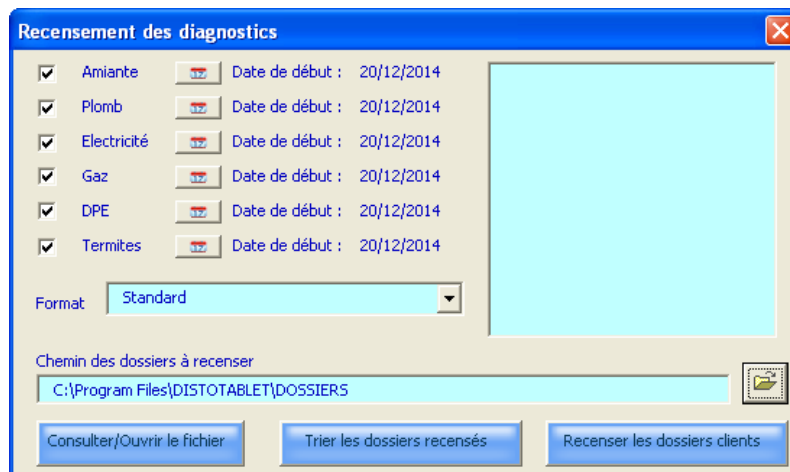 Recensement des diagnostics
Amiante Date de début : 20/12/2014
Plomb Date de début : 20/12/2014
Electricité Date de début : 20/12/2014
Gaz Date de début : 20/12/2014
DPE Date de début : 20/12/2014
Termites Date de début : 20/12/2014
Format Standard
Chemin des dossiers à recenser
C:\Program Files\DISTOTABLET\DOSSIERS
Consulter/Ouvrir le fichier Trier les dossiers recensés Recenser les dossiers clients